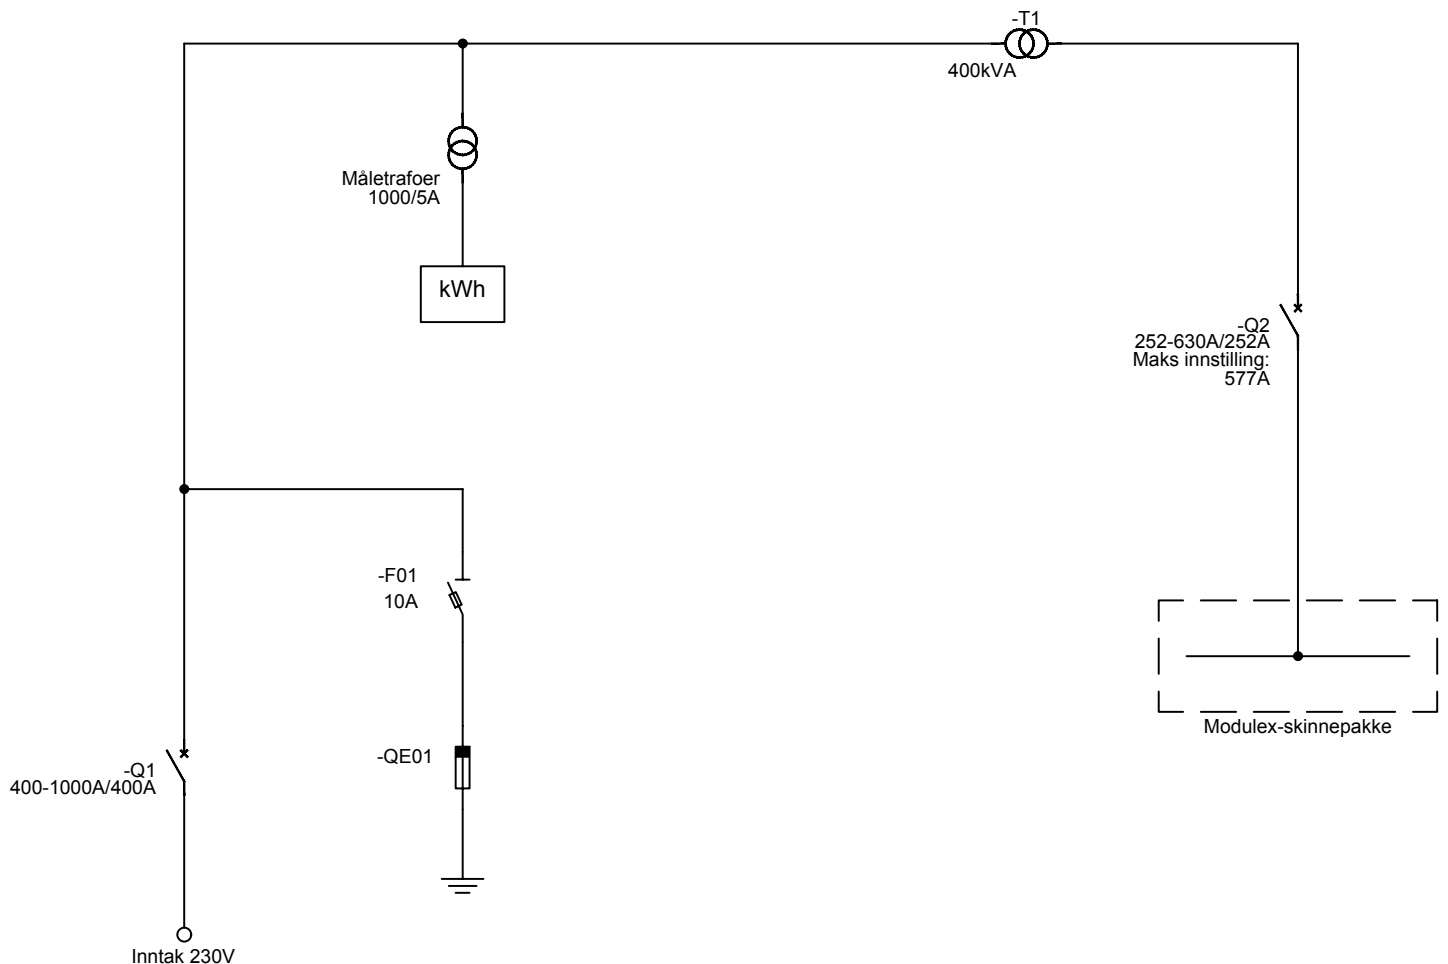 -T1
400kVA
Måletrafoer
1000/5A
kWh
-Q2
252-630A/252A
Maks innstilling:
577A
-F01
10A
Modulex-skinnepakke
-QE01
-Q1
400-1000A/400A
Inntak 230V